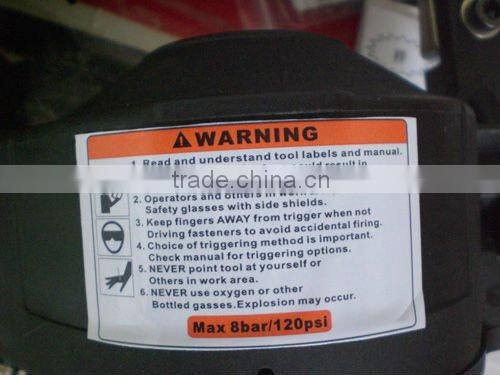 WARNING
1. Read and understand tool labels and manual.
could result in
trade.china.cn
2. Operators and others in
Safety glasses with side shields.
3. Keep fingers AWAY from trigger when not
Driving fasteners to avoid accidental firing.
4. Choice of triggering method is important.
Check manual for triggering options.
5. NEVER point tool at yourself or
Others in work area.
6. NEVER use oxygen or other
Bottled gasses.Explosion may occur.
Max 8bar/120psi